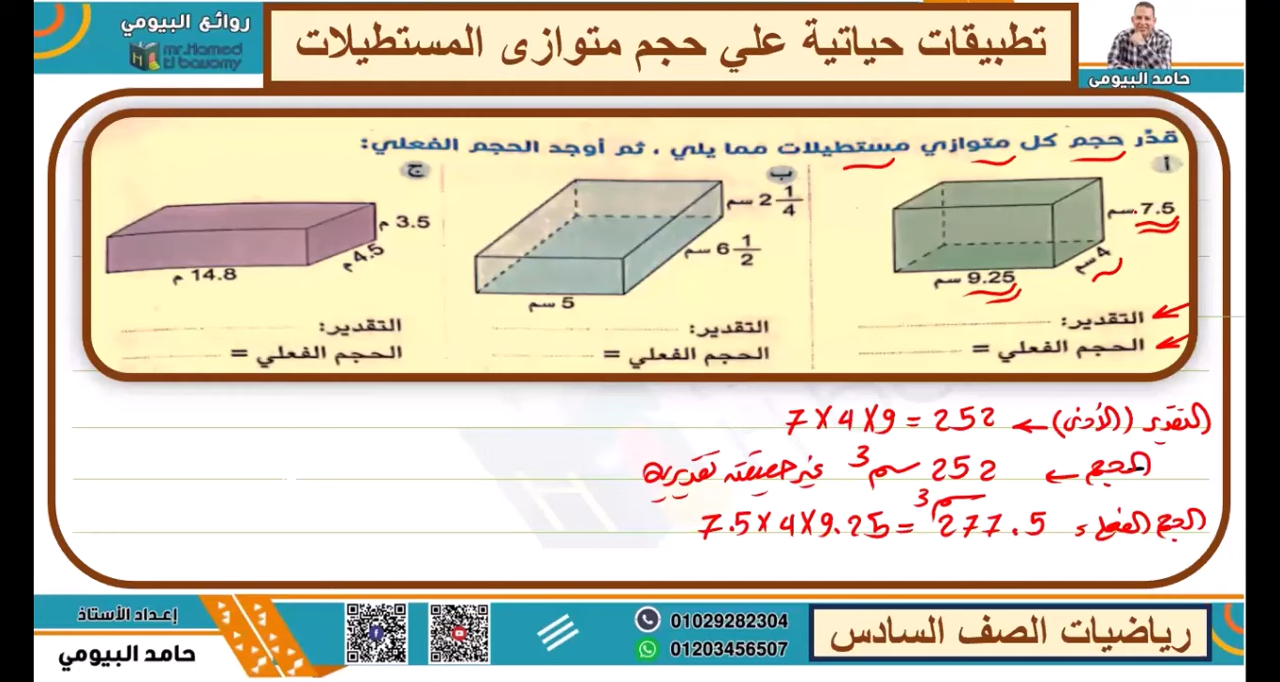 روائع البيومي
mr.Hamed
El bauomy
تطبيقات حياتية علي حجم متوازى المستطيلات
حامد البيومى
قدّر حجم كل متوازي مستطيلات مما يلي ، ثم أوجد الحجم الفعلي:
أ
7.5 سم
4 سم
9.25 سم
التقدير:
الحجم الفعلي =
ب
2 1/4 سم
6 1/2 سم
5 سم
التقدير:
الحجم الفعلي =
ج
3.5 م
4.5 م
14.8 م
التقدير:
الحجم الفعلي =
التقدير (الأدنى) ← 7 X 4 X 9 = 252
الحجم ← 252 سم³ غير حقيقته تقديرية
الحجم الفعلى = 7.5 X 4 X 9.25 = 277.5 سم³
إعداد الأستاذ
حامد البيومي
01029282304
01203456507
رياضيات الصف السادس